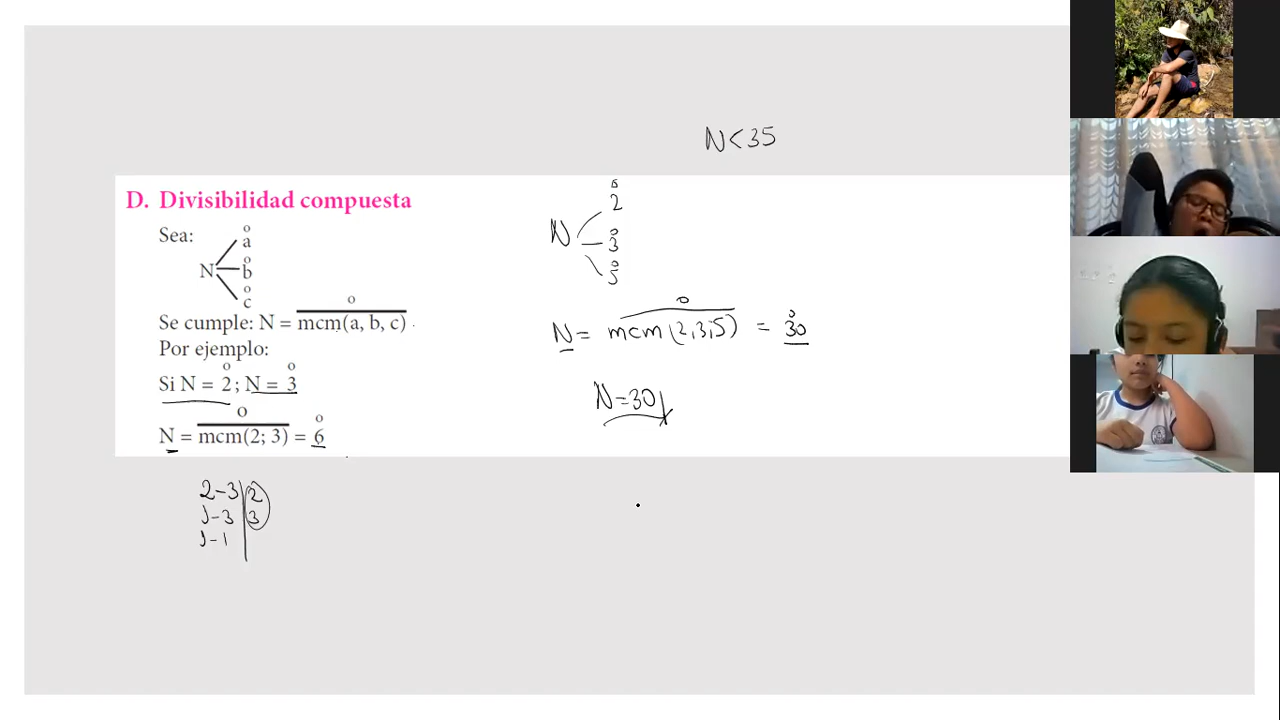 N<35
D. Divisibilidad compuesta
Sea:
o
a
N
o
b
o
c
o
Se cumple: N = mcm(a, b, c)
Por ejemplo:
o o
Si N = 2; N = 3
o o
N = mcm(2; 3) = 6
2-3 2
1-3 3
1-1
o
2
N
o
3
o
5
o o
N = mcm(2,3,5) = 30
N=30